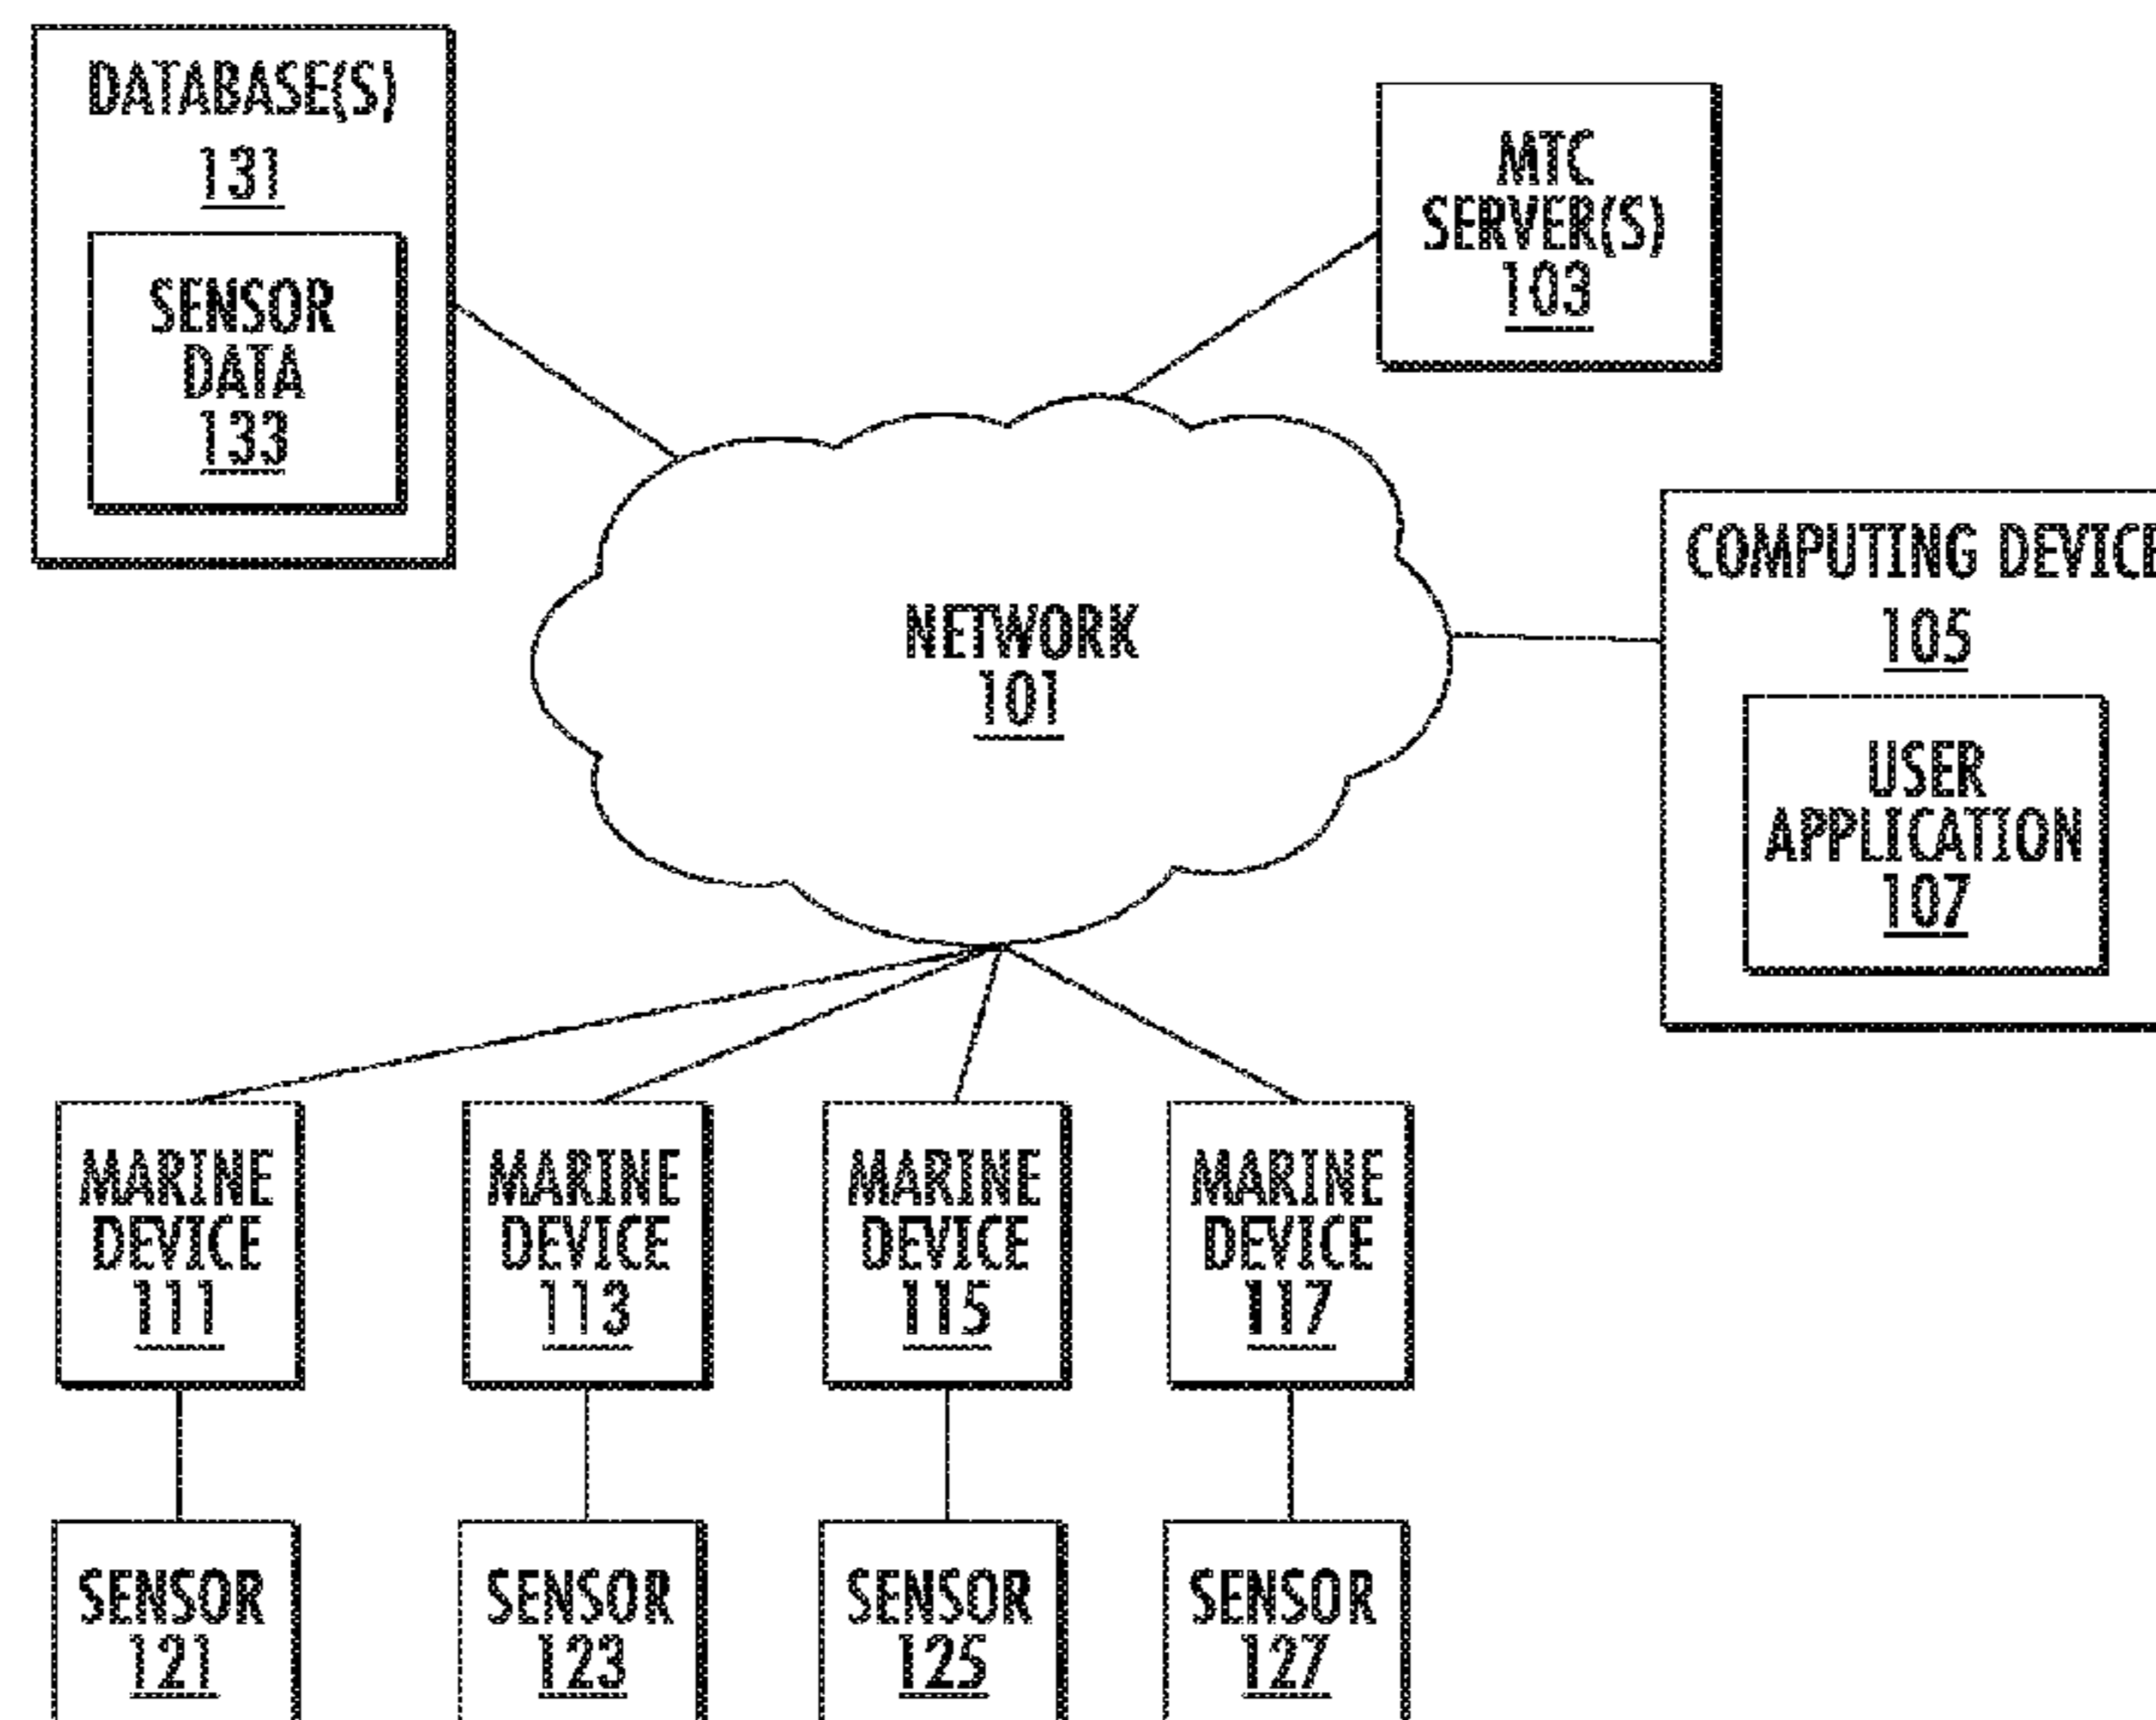 DATABASE(S)
131
SENSOR
DATA
133
MTC
SERVER(S)
103
NETWORK
101
COMPUTING DEVICE
105
USER
APPLICATION
107
MARINE
DEVICE
111
MARINE
DEVICE
113
MARINE
DEVICE
115
MARINE
DEVICE
117
SENSOR
121
SENSOR
123
SENSOR
125
SENSOR
127